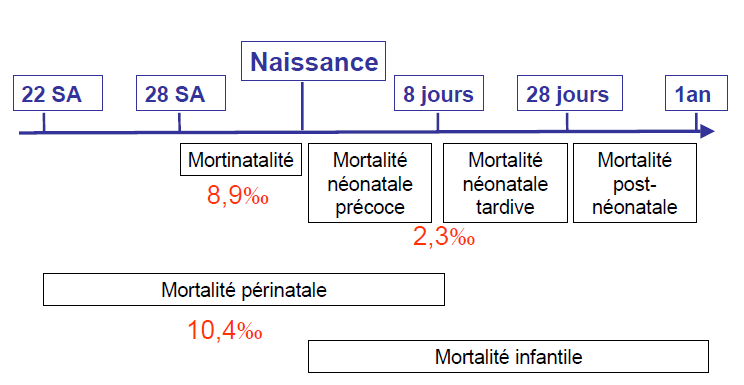 Naissance
22 SA
28 SA
8 jours
28 jours
1an
Mortinatalité
8,9‰
Mortalité
néonatale
précoce
Mortalité
néonatale
tardive
Mortalité
post-
néonatale
2,3‰
Mortalité périnatale
10,4‰
Mortalité infantile